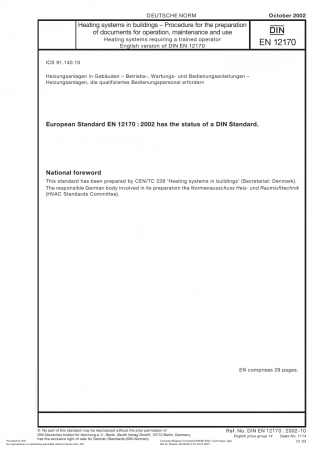 DEUTSCHE NORM
October 2002
Heating systems in buildings – Procedure for the preparation
of documents for operation, maintenance and use
Heating systems requiring a trained operator
English version of DIN EN 12170
DIN
EN 12170
ICS 91.140.10
Heizungsanlagen in Gebäuden – Betriebs-, Wartungs- und Bedienungsanleitungen –
Heizungsanlagen, die qualifiziertes Bedienungspersonal erfordern
European Standard EN 12170 : 2002 has the status of a DIN Standard.
National foreword
This standard has been prepared by CEN/TC 228 'Heating systems in buildings' (Secretariat: Denmark).
The responsible German body involved in its preparation the Normenausschuss Heiz- und Raumlufttechnik
(HVAC Standards Committee).
EN comprises 29 pages.
© No part of this standard may be reproduced without the prior permission of
DIN Deutsches Institut für Normung e.V., Berlin. Beuth Verlag GmbH, 10772 Berlin, Germany,
has the exclusive right of sale for German Standards (DIN-Normen).
Ref. No. DIN EN 12170 : 2002-10
English price group 14 Sales No. 1114
01.03